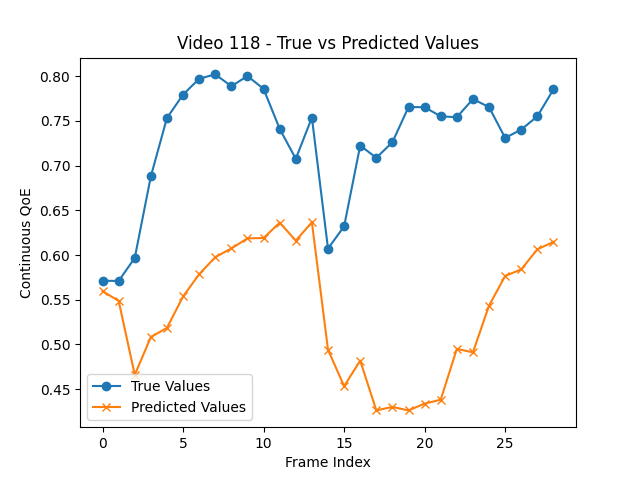 Video 118 - True vs Predicted Values
Continuous QoE
0.80
0.75
0.70
0.65
0.60
0.55
0.50
0.45
True Values
Predicted Values
0 5 10 15 20 25
Frame Index